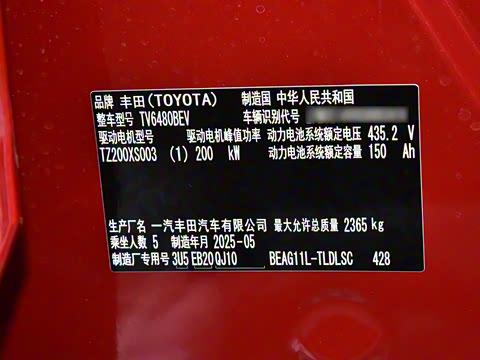 品牌 丰田(TOYOTA) 制造国 中华人民共和国
整车型号 TV6480BEV 车辆识别代号
驱动电机型号 驱动电机峰值功率 动力电池系统额定电压 435.2 V
TZ200XS003 (1) 200 kW 动力电池系统额定容量 150 Ah
生产厂名 一汽丰田汽车有限公司 最大允许总质量 2365 kg
乘坐人数 5 制造年月 2025-05
制造厂专用号 3U5 EB20 QJ10 BEAG11L-TLDLSC 428